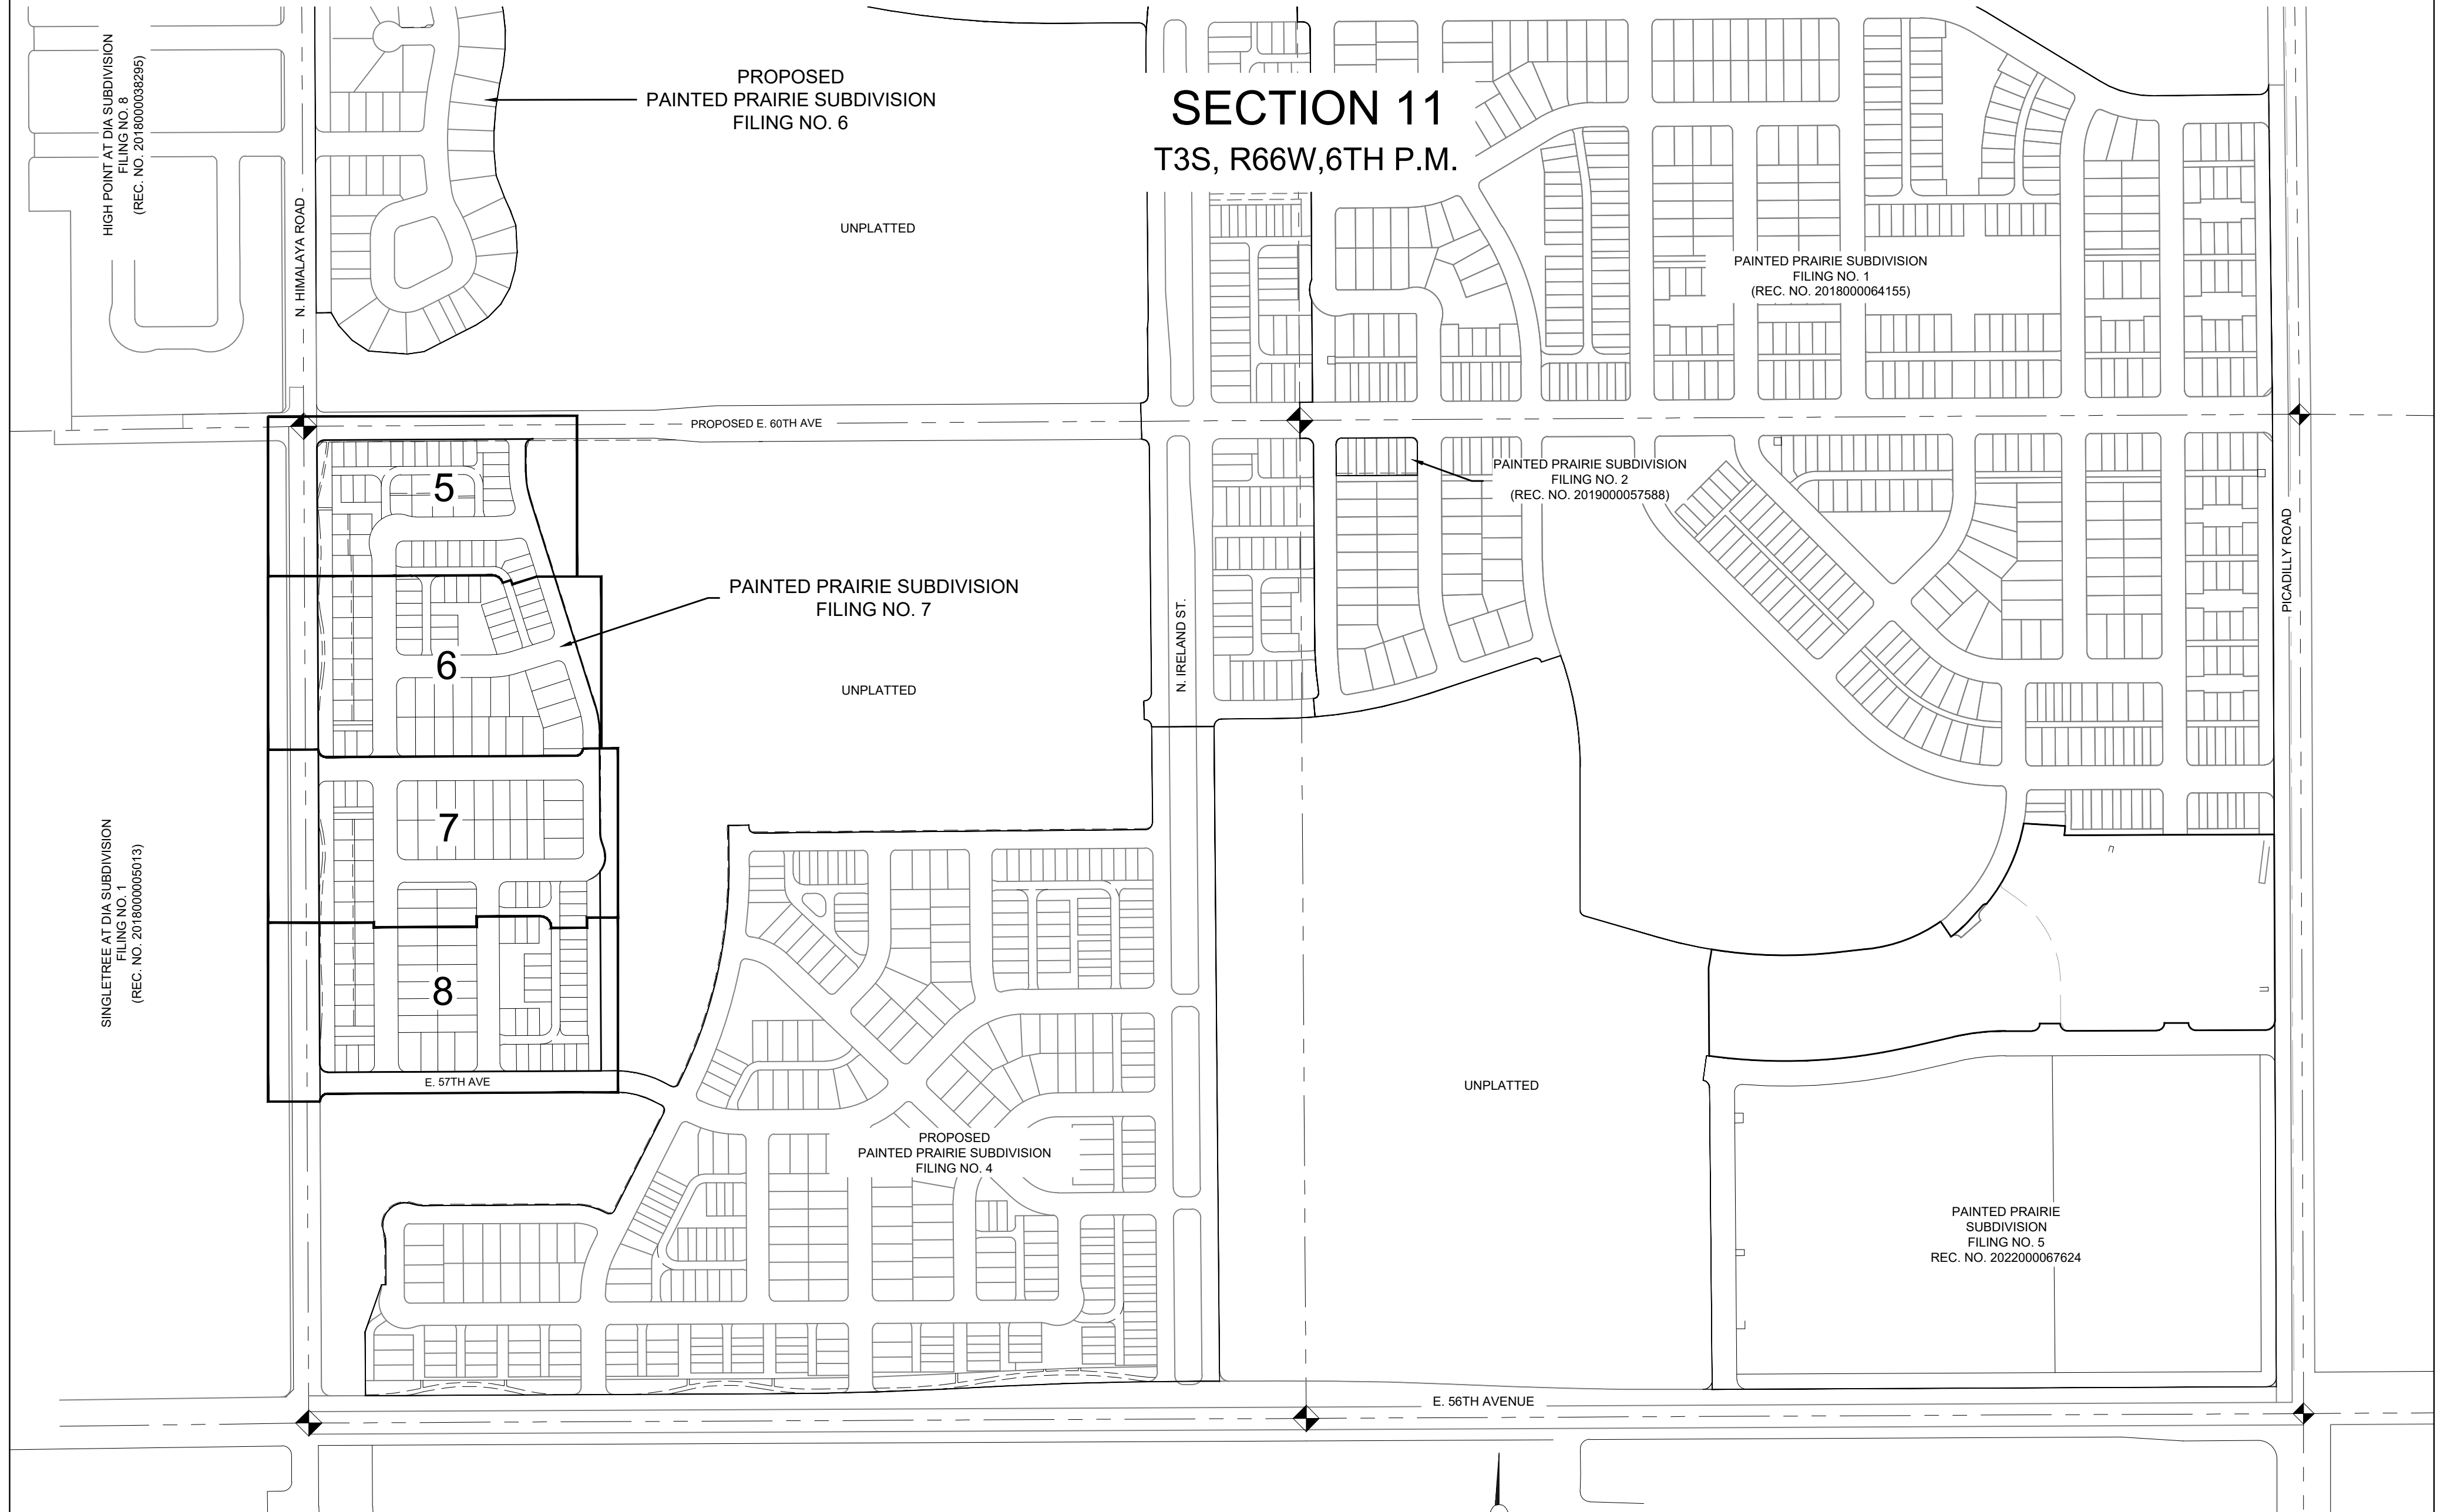 HIGH POINT AT DIA SUBDIVISION
FILING NO. 8
(REC. NO. 2018000038295)
N. HIMALAYA ROAD
PROPOSED
PAINTED PRAIRIE SUBDIVISION
FILING NO. 6
UNPLATTED
SECTION 11
T3S, R66W,6TH P.M.
PAINTED PRAIRIE SUBDIVISION
FILING NO. 1
(REC. NO. 2018000064155)
PROPOSED E. 60TH AVE
5
PAINTED PRAIRIE SUBDIVISION
FILING NO. 2
(REC. NO. 2019000057588)
PICADILLY ROAD
PAINTED PRAIRIE SUBDIVISION
FILING NO. 7
N. IRELAND ST.
6
UNPLATTED
7
SINGLETREE AT DIA SUBDIVISION
FILING NO. 1
(REC. NO. 2018000005013)
8
E. 57TH AVE
UNPLATTED
PROPOSED
PAINTED PRAIRIE SUBDIVISION
FILING NO. 4
PAINTED PRAIRIE
SUBDIVISION
FILING NO. 5
REC. NO. 2022000067624
E. 56TH AVENUE